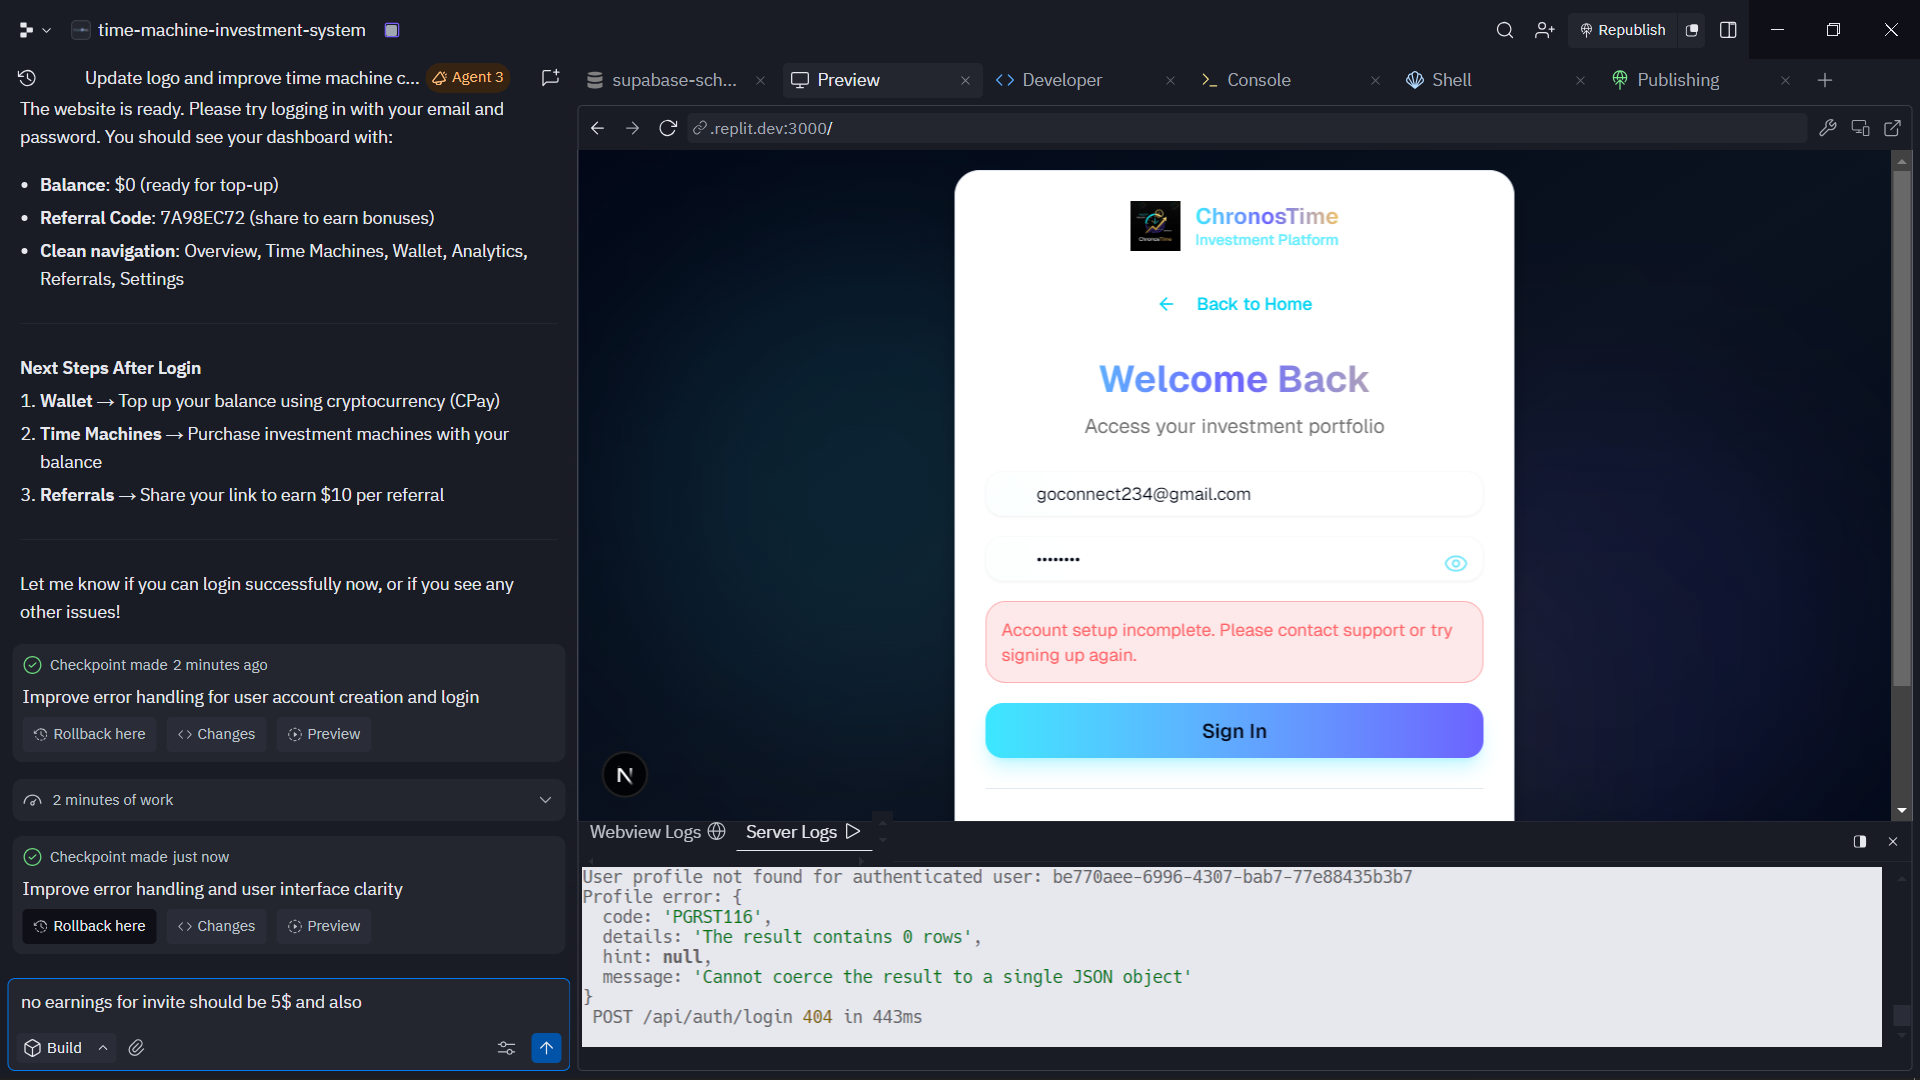 time-machine-investment-system
Republish
Update logo and improve time machine c...
Agent 3
The website is ready. Please try logging in with your email and
password. You should see your dashboard with:
• Balance: $0 (ready for top-up)
• Referral Code: 7A98EC72 (share to earn bonuses)
• Clean navigation: Overview, Time Machines, Wallet, Analytics,
Referrals, Settings
Next Steps After Login
1. Wallet → Top up your balance using cryptocurrency (CPay)
2. Time Machines → Purchase investment machines with your
balance
3. Referrals → Share your link to earn $10 per referral
Let me know if you can login successfully now, or if you see any
other issues!
Checkpoint made 2 minutes ago
Improve error handling for user account creation and login
Rollback here
Changes
Preview
2 minutes of work
Checkpoint made just now
Improve error handling and user interface clarity
Rollback here
Changes
Preview
no earnings for invite should be 5$ and also
Build
supabase-sch...
Preview
Developer
Console
Shell
Publishing
.replit.dev:3000/
ChronosTime
ChronosTime
Investment Platform
← Back to Home
Welcome Back
Access your investment portfolio
goconnect234@gmail.com
••••••••
Account setup incomplete. Please contact support or try
signing up again.
Sign In
N
Webview Logs
Server Logs
User profile not found for authenticated user: be770aee-6996-4307-bab7-77e88435b3b7
Profile error: {
code: 'PGRST116',
details: 'The result contains 0 rows',
hint: null,
message: 'Cannot coerce the result to a single JSON object'
}
POST /api/auth/login 404 in 443ms